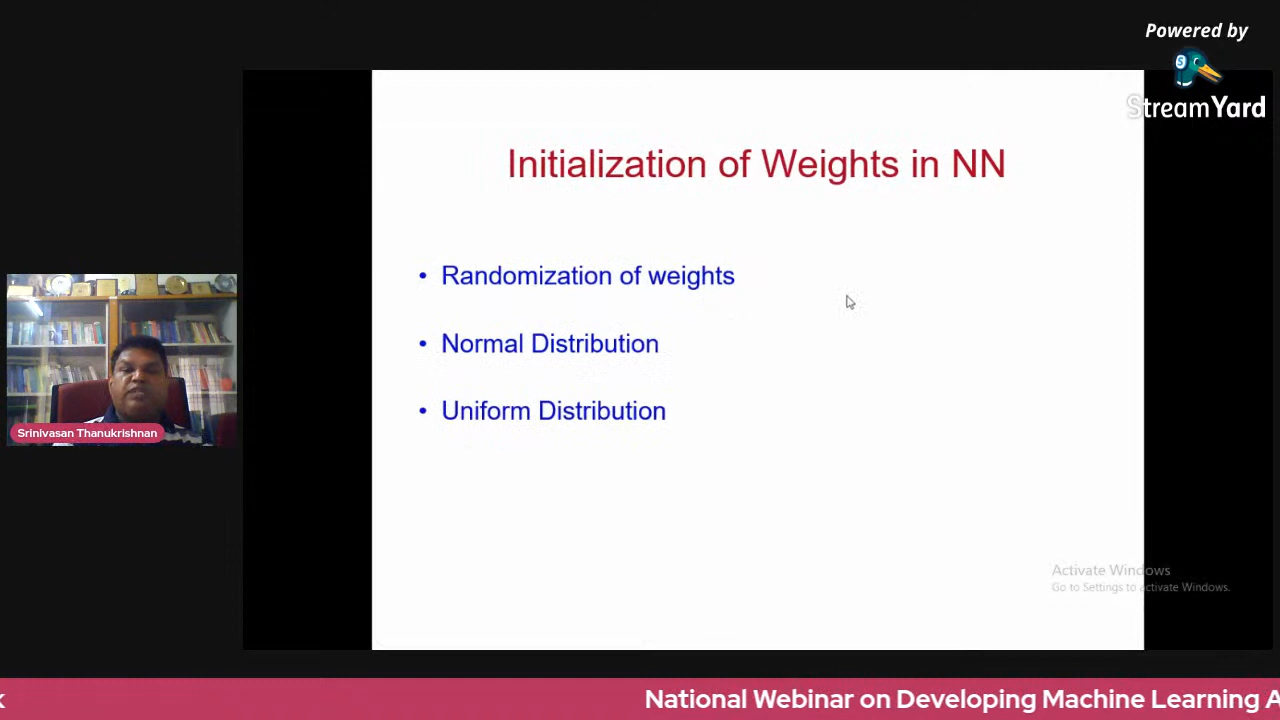 Powered by
StreamYard
Initialization of Weights in NN
• Randomization of weights
• Normal Distribution
• Uniform Distribution
Srinivasan Thanukrishnan
Activate Windows
Go to Settings to activate Windows.
National Webinar on Developing Machine Learning